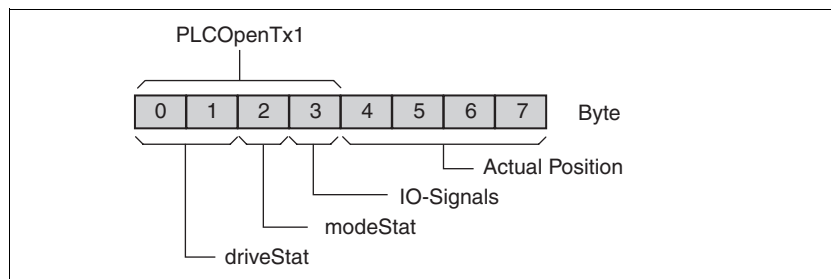 PLCOpenTx1
0 1 2 3 4 5 6 7 Byte
Actual Position
IO-Signals
modeStat
driveStat